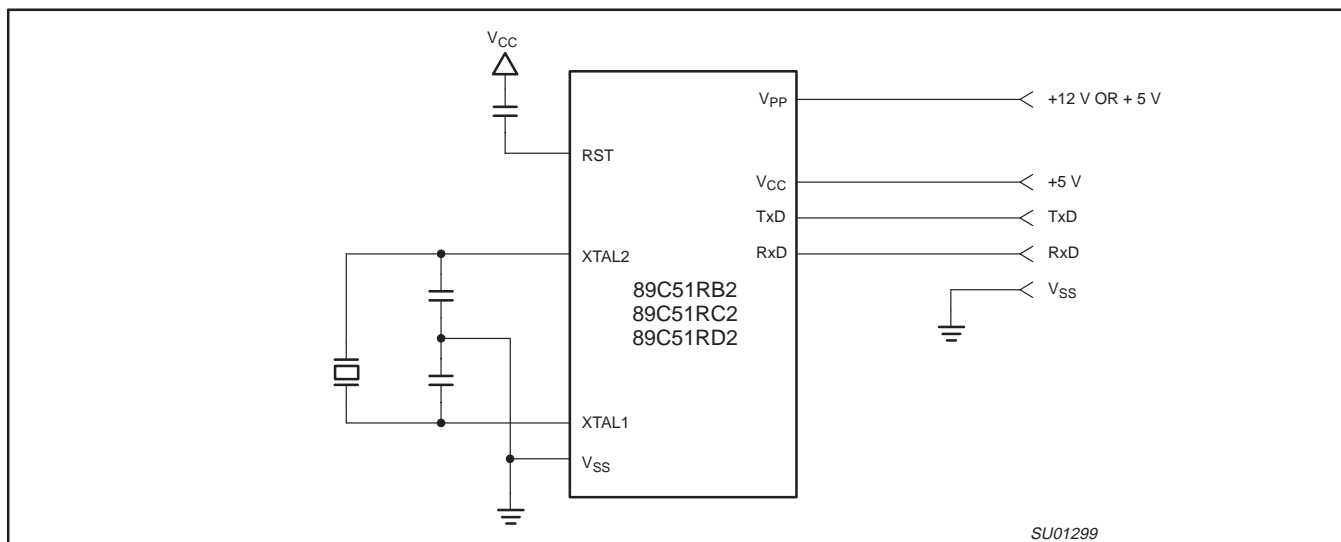 VCC
VPP
+12 V OR + 5 V
RST
VCC
+5 V
TxD
TxD
XTAL2
RxD
RxD
89C51RB2
89C51RC2
89C51RD2
VSS
XTAL1
VSS
SU01299